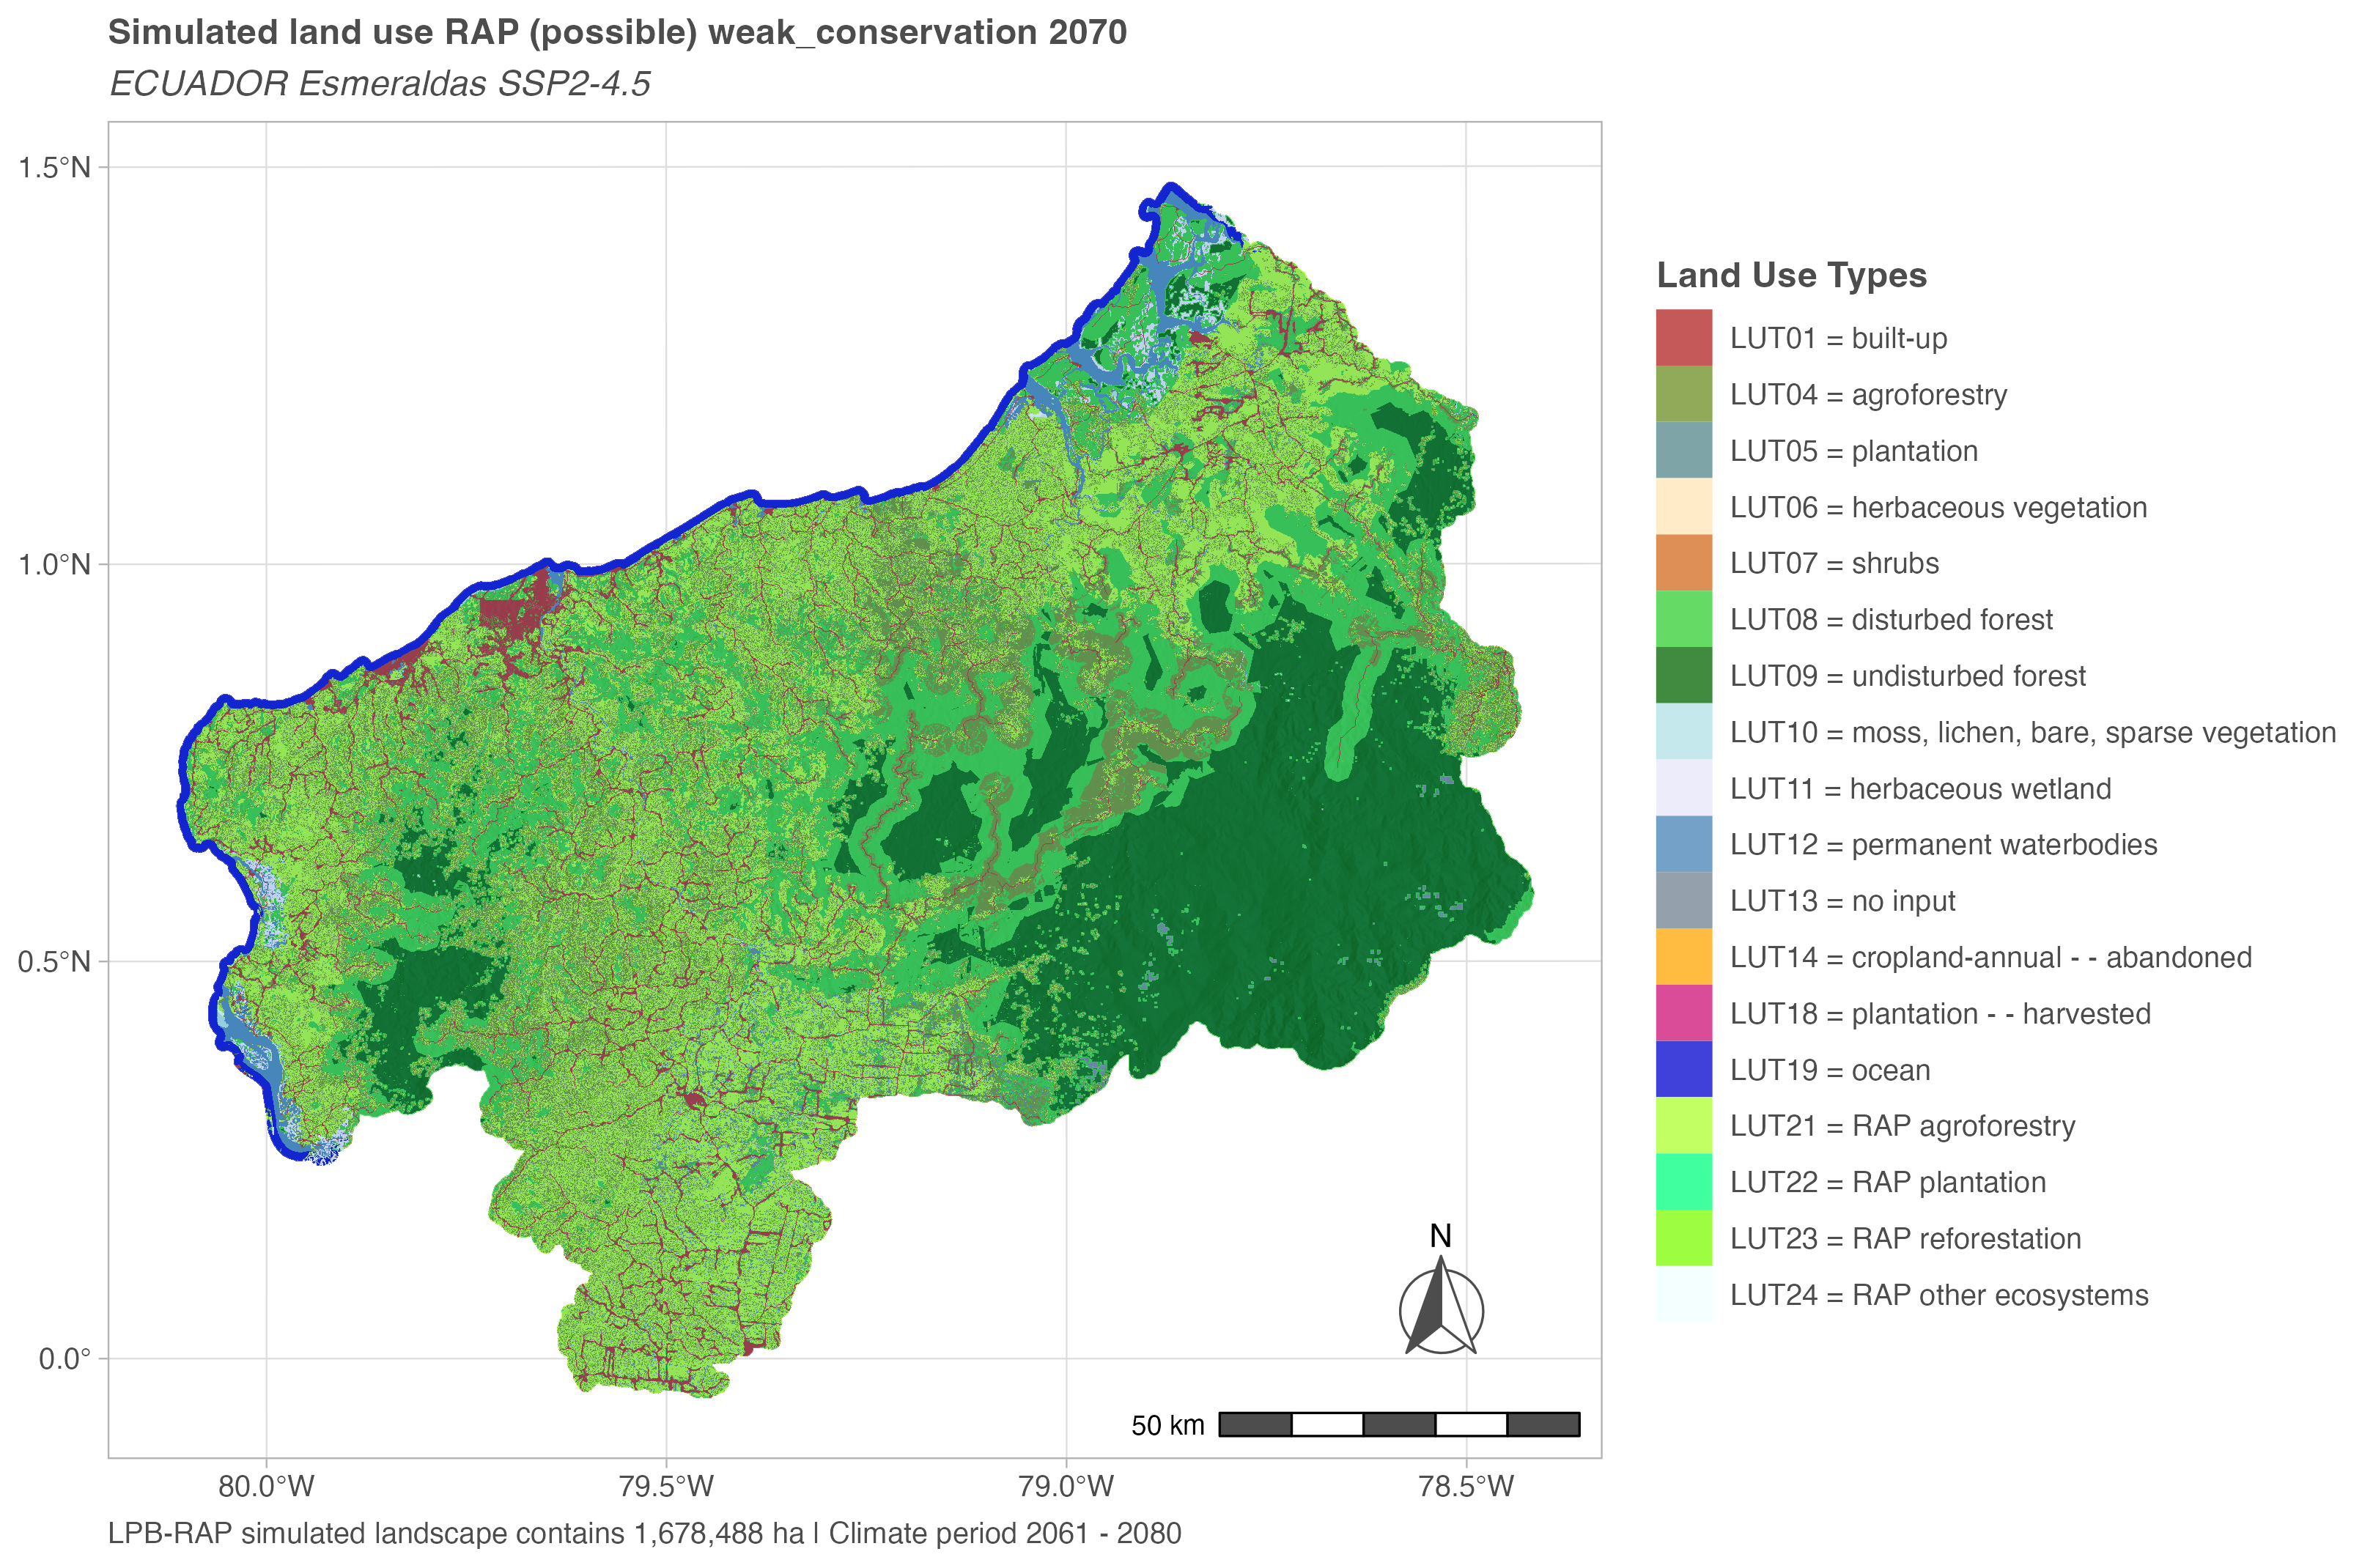 Simulated land use RAP (possible) weak_conservation 2070
ECUADOR Esmeraldas SSP2-4.5
1.5°N
1.0°N
0.5°N
0.0°
80.0°W
79.5°W
79.0°W
78.5°W
N
50 km
Land Use Types
LUT01 = built-up
LUT04 = agroforestry
LUT05 = plantation
LUT06 = herbaceous vegetation
LUT07 = shrubs
LUT08 = disturbed forest
LUT09 = undisturbed forest
LUT10 = moss, lichen, bare, sparse vegetation
LUT11 = herbaceous wetland
LUT12 = permanent waterbodies
LUT13 = no input
LUT14 = cropland-annual - - abandoned
LUT18 = plantation - - harvested
LUT19 = ocean
LUT21 = RAP agroforestry
LUT22 = RAP plantation
LUT23 = RAP reforestation
LUT24 = RAP other ecosystems
LPB-RAP simulated landscape contains 1,678,488 ha l Climate period 2061 - 2080